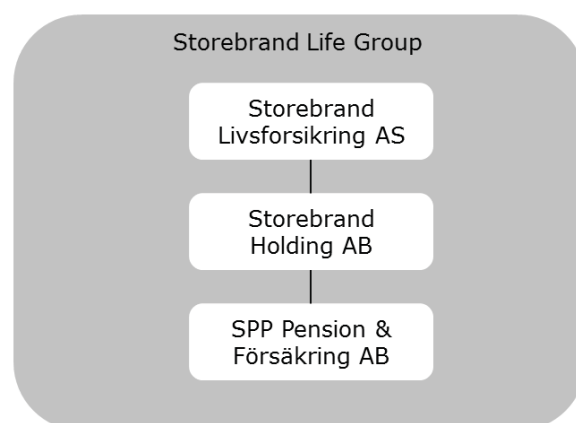 Storebrand Life Group
Storebrand
Livsforsikring AS
Storebrand
Holding AB
SPP Pension &
Försäkring AB